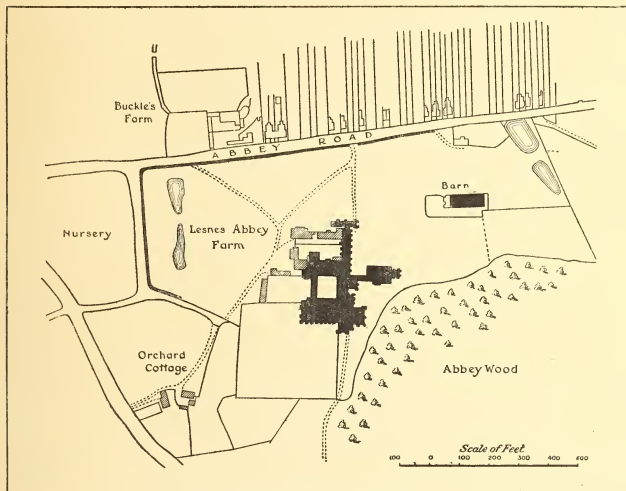 Buckle's
Farm
ABBEY ROAD
Barn
Nursery
Lesnes Abbey
Farm
Orchard
Cottage
Abbey Wood
Scale of Feet
100 0 100 200 300 400 500